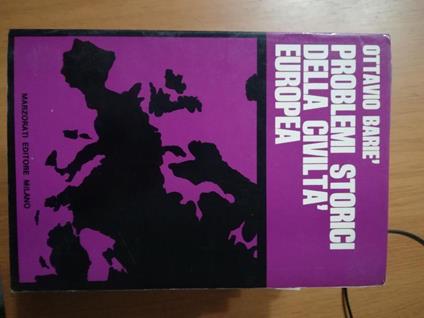 OTTAVIO BARIE'
PROBLEMI STORICI
DELLA CIVILTA'
EUROPEA
MARZORATI EDITORE MILANO